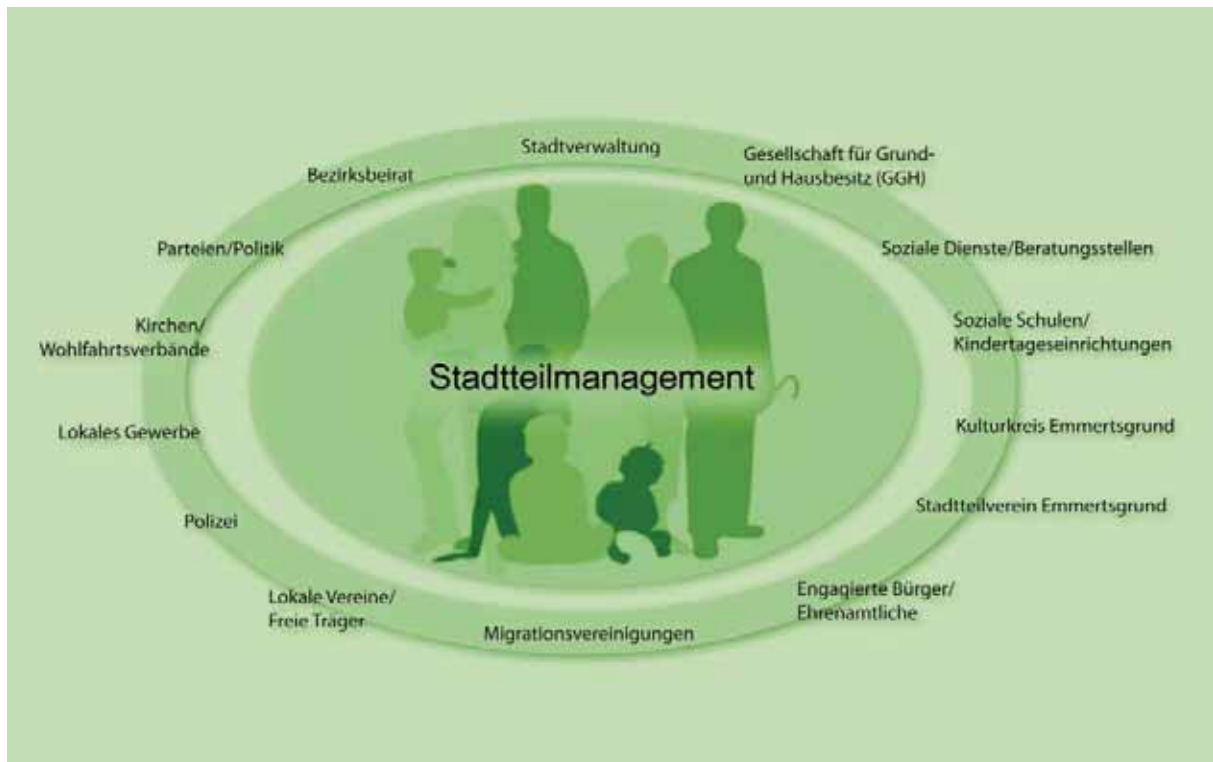 Stadtverwaltung
Gesellschaft für Grund-
und Hausbesitz (GGH)
Bezirksbeirat
Parteien/Politik
Soziale Dienste/Beratungsstellen
Kirchen/
Wohlfahrtsverbände
Soziale Schulen/
Kindertageseinrichtungen
Stadtteilmanagement
Lokales Gewerbe
Kulturkreis Emmertsgrund
Polizei
Stadtteilverein Emmertsgrund
Lokale Vereine/
Freie Träger
Engagierte Bürger/
Ehrenamtliche
Migrationsvereinigungen